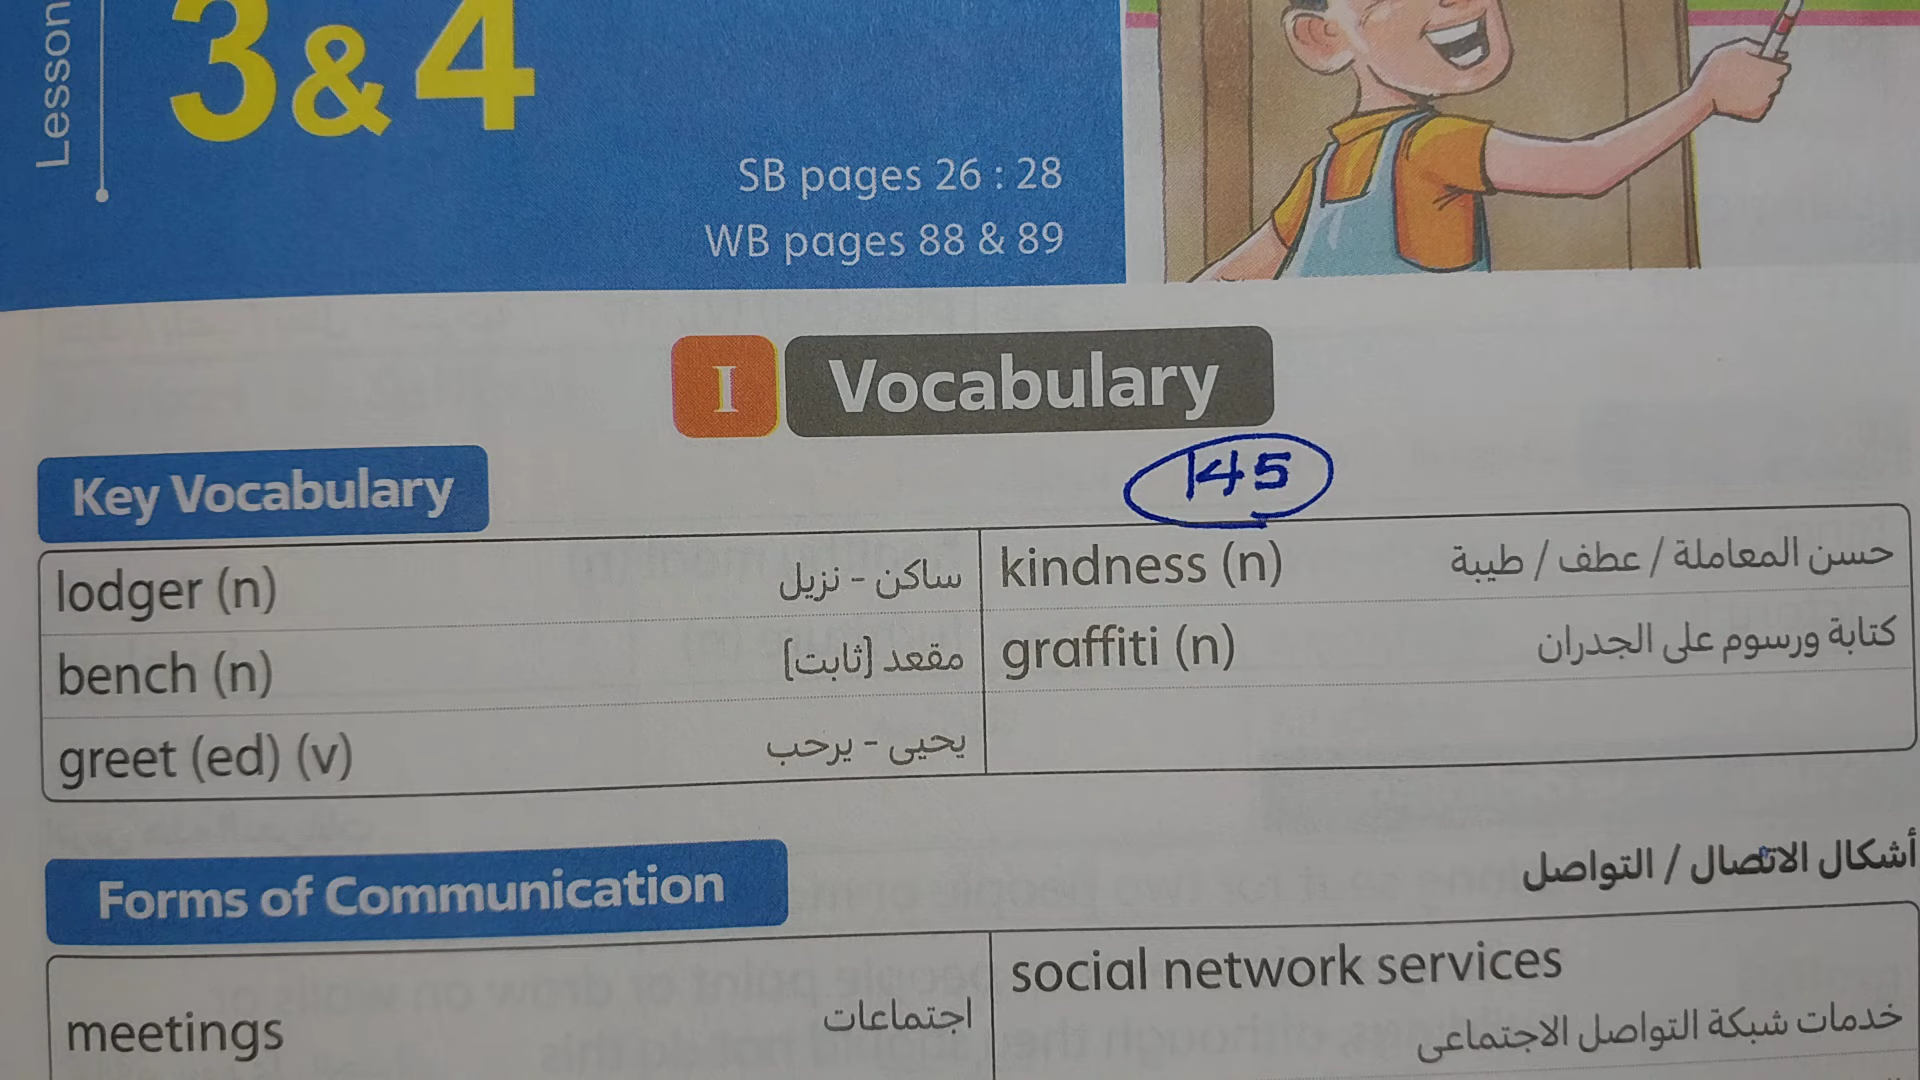 Lesson
3 & 4
SB pages 26 : 28
WB pages 88 & 89
I Vocabulary
145
Key Vocabulary
lodger (n) ساكن - نزيل
kindness (n) حسن المعاملة / عطف / طيبة
bench (n) مقعد [ثابت]
graffiti (n) كتابة ورسوم على الجدران
greet (ed) (v) يحيى - يرحب
Forms of Communication أشكال الاتصال / التواصل
meetings اجتماعات
social network services
خدمات شبكة التواصل الاجتماعى